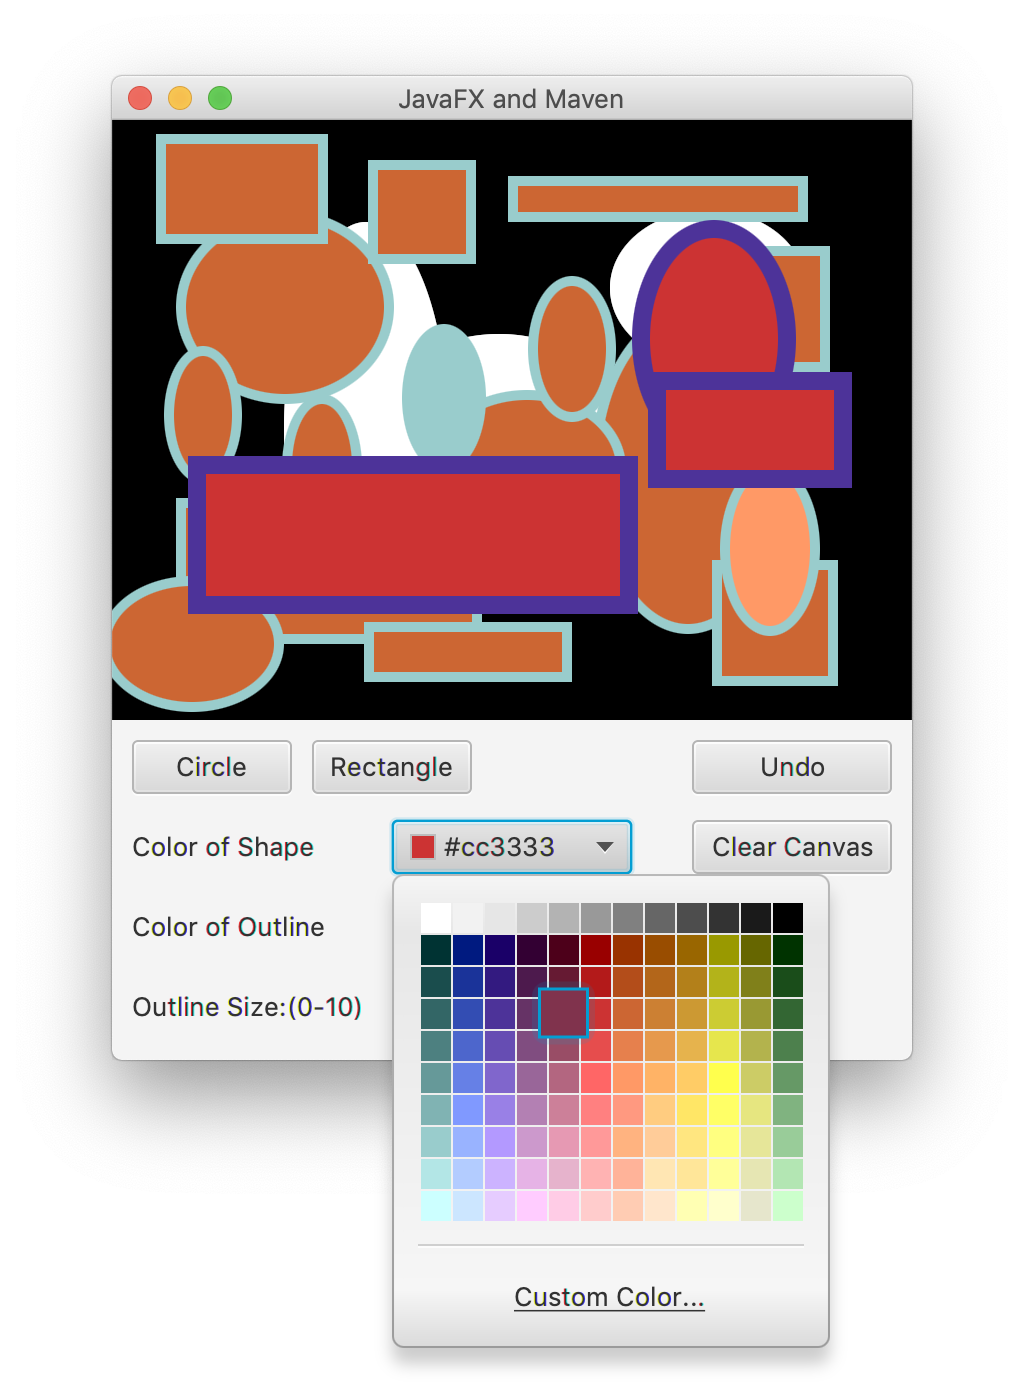 JavaFX and Maven
Circle
Rectangle
Undo
Color of Shape
#cc3333
Clear Canvas
Color of Outline
Outline Size:(0-10)
Custom Color...